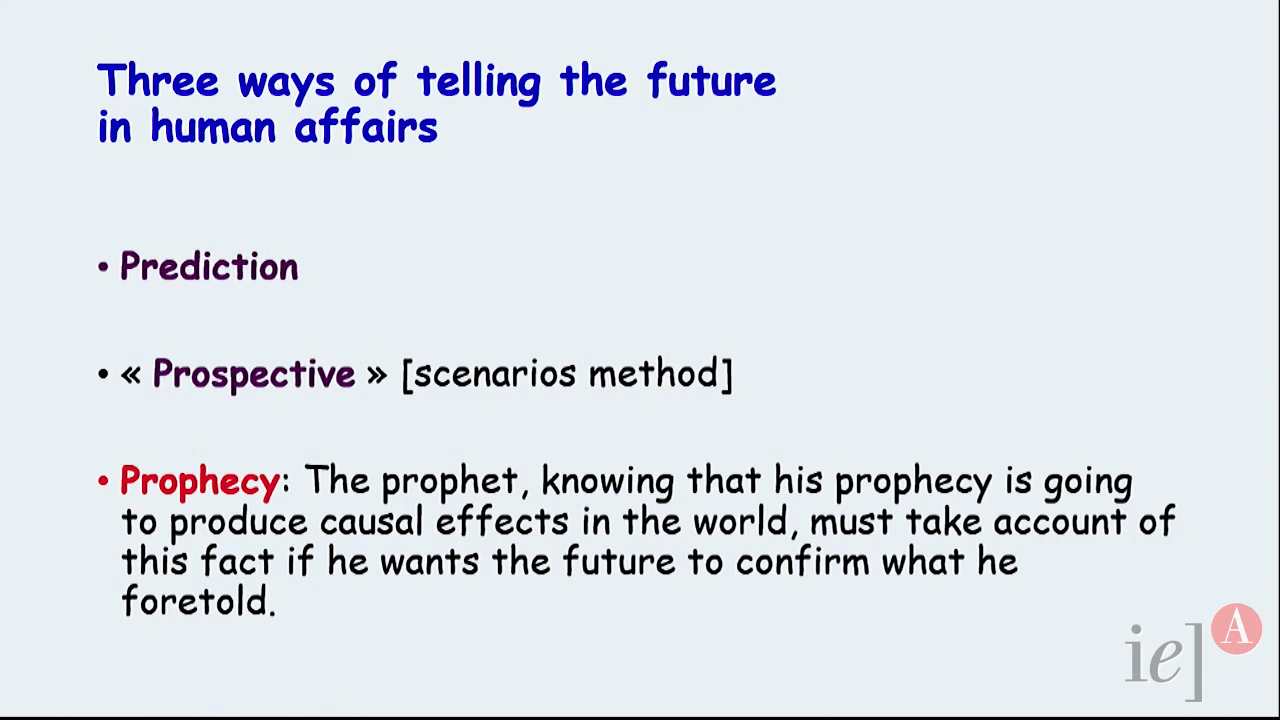 Three ways of telling the future
in human affairs
• Prediction
• « Prospective » [scenarios method]
• Prophecy: The prophet, knowing that his prophecy is going
to produce causal effects in the world, must take account of
this fact if he wants the future to confirm what he
foretold.
ie] A